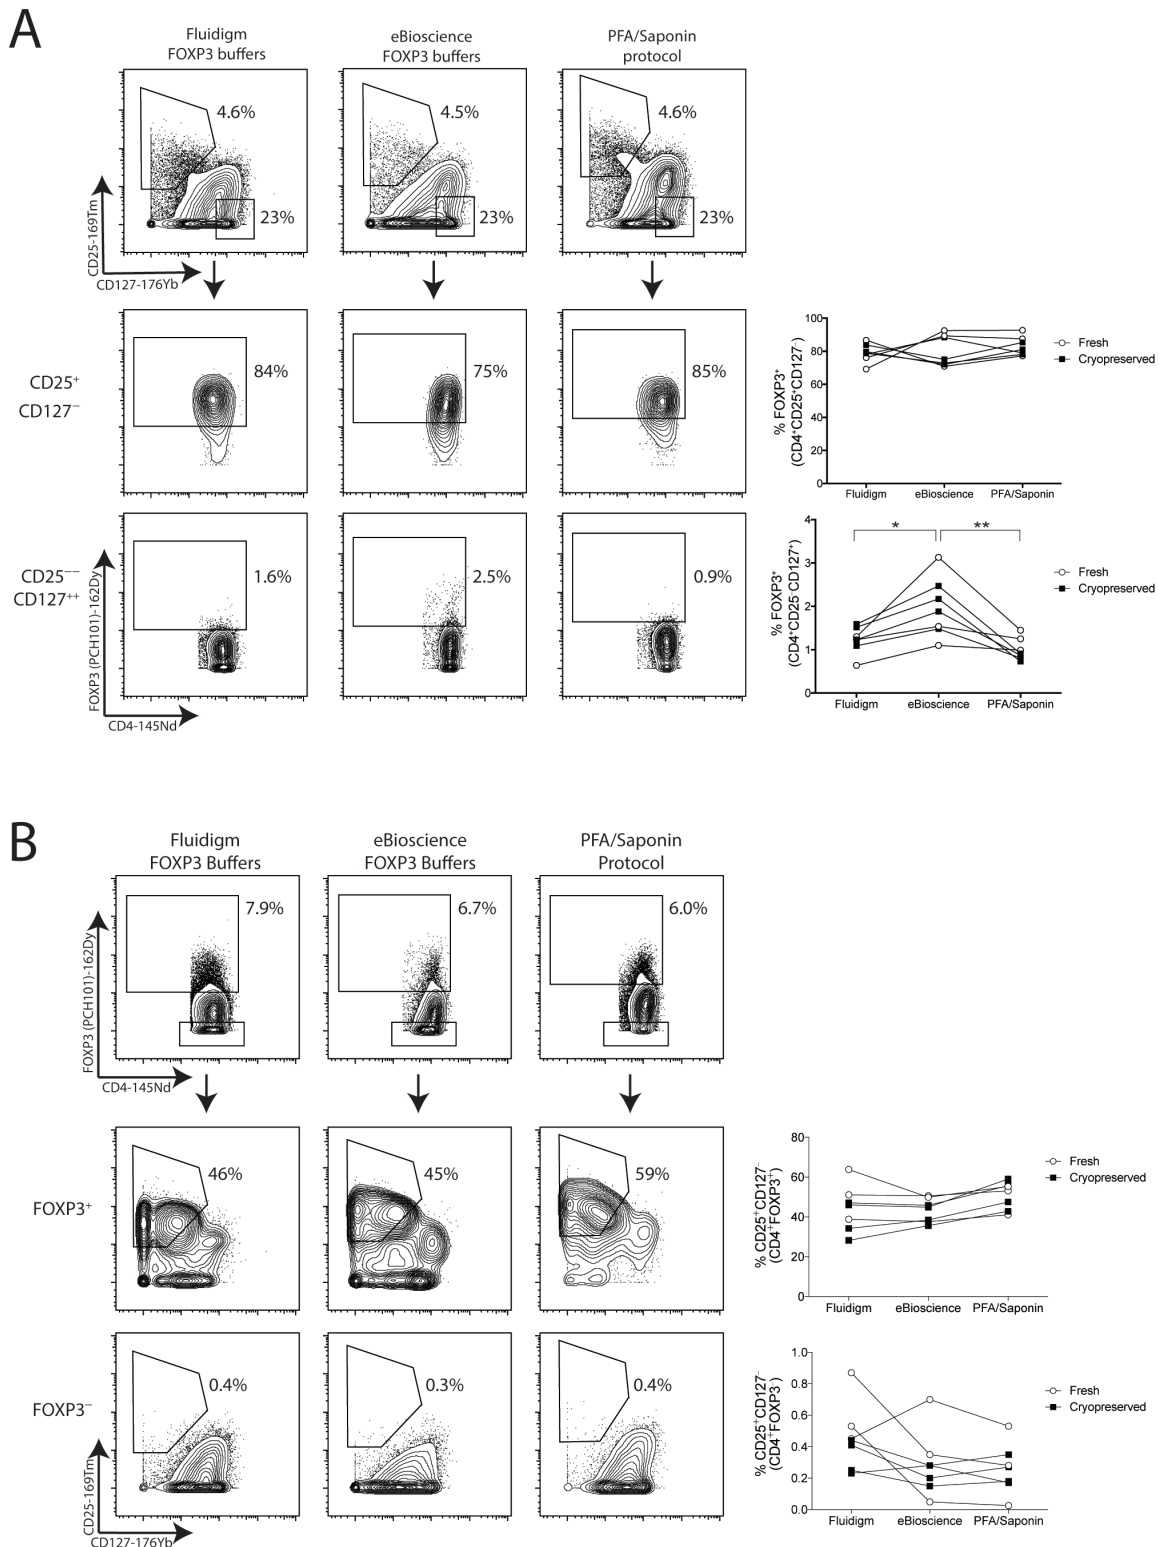 A
Fluidigm
FOXP3 buffers
eBioscience
FOXP3 buffers
PFA/Saponin
protocol
4.6%
4.5%
4.6%
23%
23%
23%
CD25-169Tm
CD127-176Yb
CD25⁺
CD127⁻
84%
75%
85%
% FOXP3⁺
(CD4⁺CD25⁺CD127⁻)
100
80
60
40
20
0
Fluidigm
eBioscience
PFA/Saponin
Fresh
Cryopreserved
CD25⁻⁻
CD127⁺⁺
1.6%
2.5%
0.9%
FOXP3 (PCH101)-162Dy
CD4-145Nd
% FOXP3⁺
(CD4⁺CD25⁻CD127⁺)
4
3
2
1
0
*
**
Fluidigm
eBioscience
PFA/Saponin
Fresh
Cryopreserved
B
Fluidigm
FOXP3 Buffers
eBioscience
FOXP3 Buffers
PFA/Saponin
Protocol
7.9%
6.7%
6.0%
FOXP3 (PCH101)-162Dy
CD4-145Nd
FOXP3⁺
46%
45%
59%
% CD25⁺CD127⁻
(CD4⁺FOXP3⁺)
80
60
40
20
0
Fluidigm
eBioscience
PFA/Saponin
Fresh
Cryopreserved
FOXP3⁻
0.4%
0.3%
0.4%
CD25-169Tm
CD127-176Yb
% CD25⁺CD127⁻
(CD4⁺FOXP3⁻)
1.0
0.8
0.6
0.4
0.2
0.0
Fluidigm
eBioscience
PFA/Saponin
Fresh
Cryopreserved